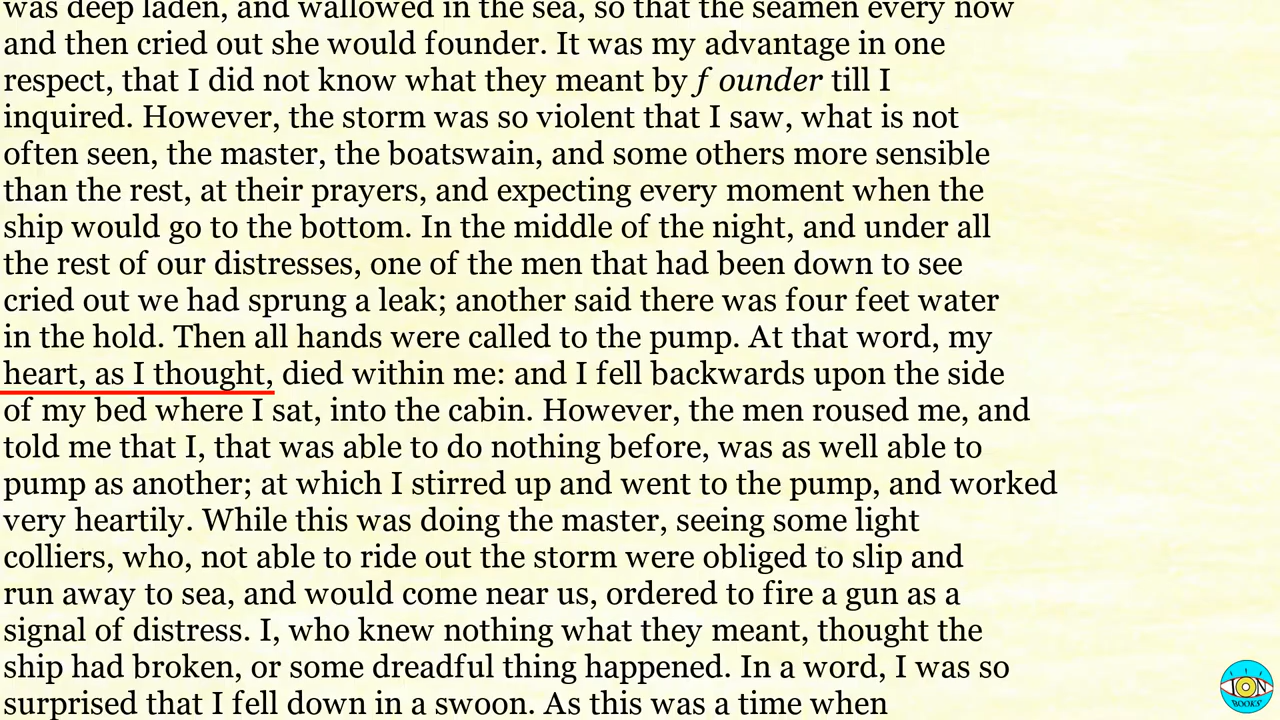 was deep laden, and wallowed in the sea, so that the seamen every now
and then cried out she would founder. It was my advantage in one
respect, that I did not know what they meant by f ounder till I
inquired. However, the storm was so violent that I saw, what is not
often seen, the master, the boatswain, and some others more sensible
than the rest, at their prayers, and expecting every moment when the
ship would go to the bottom. In the middle of the night, and under all
the rest of our distresses, one of the men that had been down to see
cried out we had sprung a leak; another said there was four feet water
in the hold. Then all hands were called to the pump. At that word, my
heart, as I thought, died within me: and I fell backwards upon the side
of my bed where I sat, into the cabin. However, the men roused me, and
told me that I, that was able to do nothing before, was as well able to
pump as another; at which I stirred up and went to the pump, and worked
very heartily. While this was doing the master, seeing some light
colliers, who, not able to ride out the storm were obliged to slip and
run away to sea, and would come near us, ordered to fire a gun as a
signal of distress. I, who knew nothing what they meant, thought the
ship had broken, or some dreadful thing happened. In a word, I was so
surprised that I fell down in a swoon. As this was a time when
ION
BOOKS